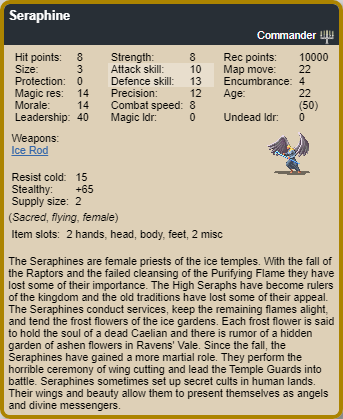 Seraphine
Commander
Hit points: 8 Strength: 8 Rec points: 10000
Size: 3 Attack skill: 10 Map move: 22
Protection: 0 Defence skill: 13 Encumbrance: 4
Magic res: 14 Precision: 12 Age: 22
Morale: 14 Combat speed: 8 (50)
Leadership: 40 Magic ldr: 0 Undead ldr: 0
Weapons:
Ice Rod
Resist cold: 15
Stealthy: +65
Supply size: 2
(Sacred, flying, female)
Item slots: 2 hands, head, body, feet, 2 misc
The Seraphines are female priests of the ice temples. With the fall of
the Raptors and the failed cleansing of the Purifying Flame they have
lost some of their importance. The High Seraphs have become rulers
of the kingdom and the old traditions have lost some of their appeal.
The Seraphines conduct services, keep the remaining flames alight,
and tend the frost flowers of the ice gardens. Each frost flower is said
to hold the soul of a dead Caelian and there is rumor of a hidden
garden of ashen flowers in Ravens' Vale. Since the fall, the
Seraphines have gained a more martial role. They perform the
horrible ceremony of wing cutting and lead the Temple Guards into
battle. Seraphines sometimes set up secret cults in human lands.
Their wings and beauty allow them to present themselves as angels
and divine messengers.